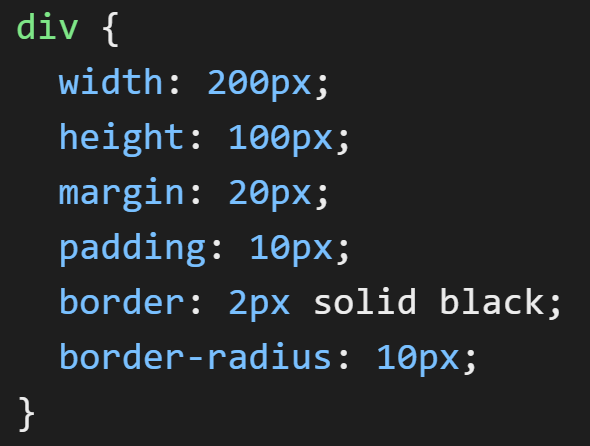 div {
  width: 200px;
  height: 100px;
  margin: 20px;
  padding: 10px;
  border: 2px solid black;
  border-radius: 10px;
}